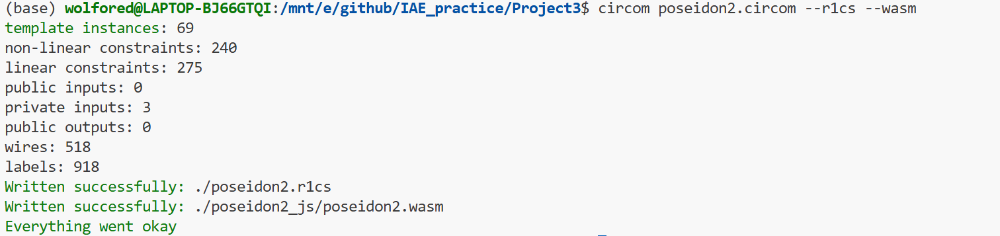 (base) wolfored@LAPTOP-BJ66GTQI:/mnt/e/github/IAE_practice/Project3$ circom poseidon2.circom --r1cs --wasm
template instances: 69
non-linear constraints: 240
linear constraints: 275
public inputs: 0
private inputs: 3
public outputs: 0
wires: 518
labels: 918
Written successfully: ./poseidon2.r1cs
Written successfully: ./poseidon2_js/poseidon2.wasm
Everything went okay